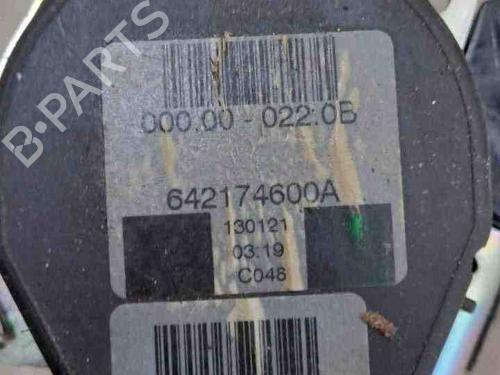 B-PARTS
000.00 - 022.0B
642174600A
130121
03:19
C046